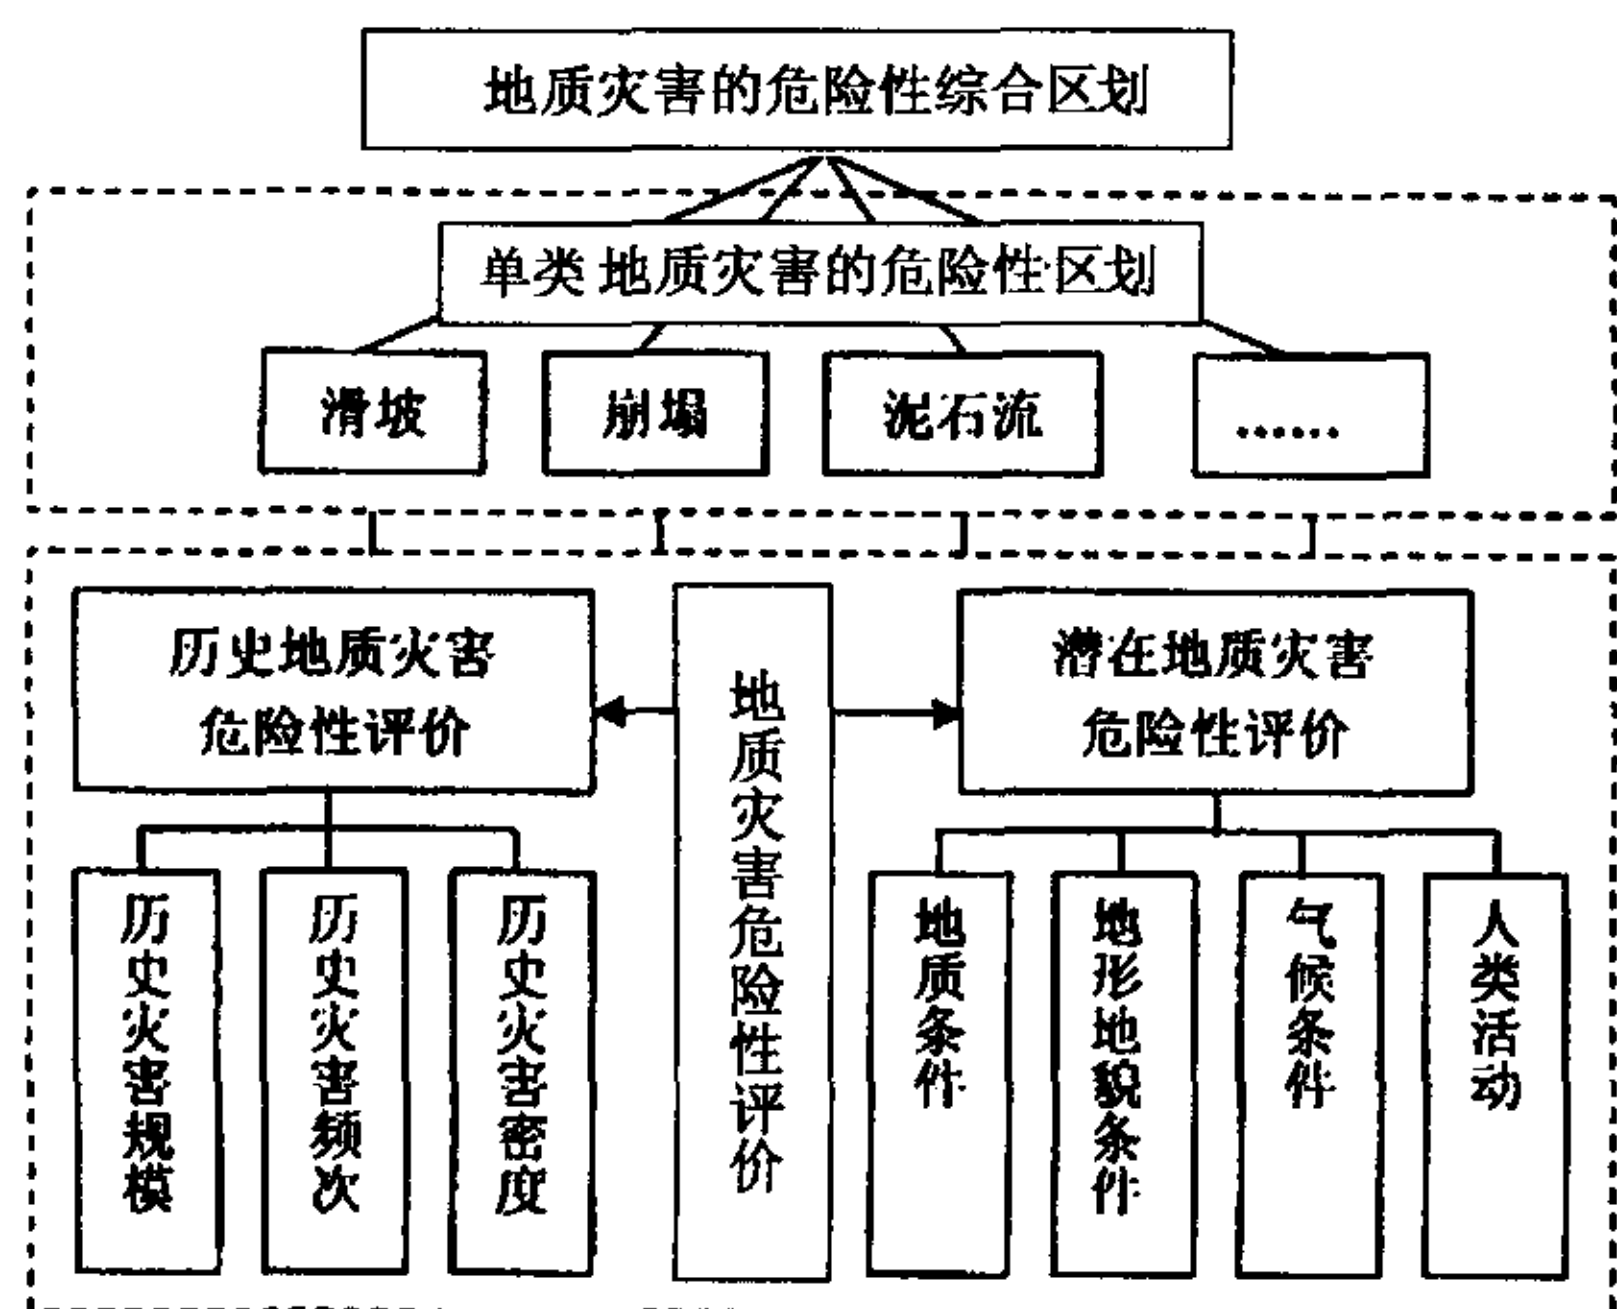 地质灾害的危险性综合区划
单类地质灾害的危险性区划
滑坡
崩塌
泥石流
......
历史地质灾害
危险性评价
地质灾害危险性评价
潜在地质灾害
危险性评价
历史灾害规模
历史灾害频次
历史灾害密度
地质条件
地形地貌条件
气候条件
人类活动